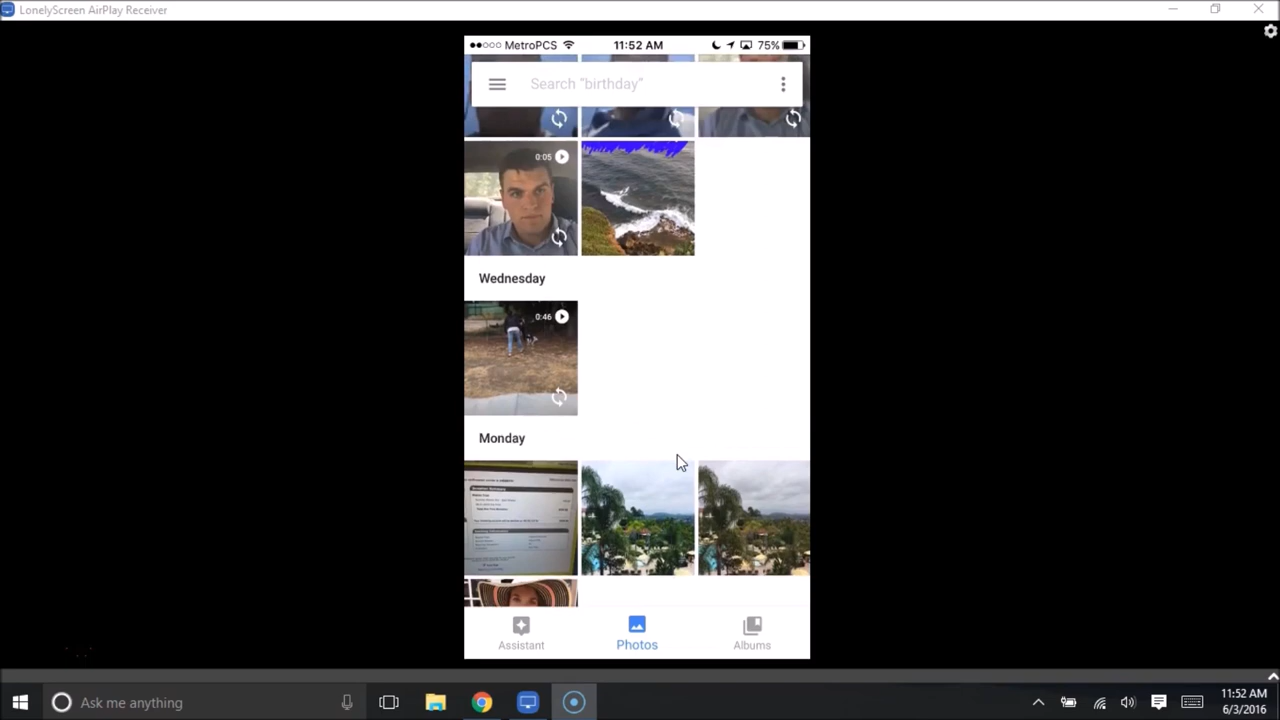 LonelyScreen AirPlay Receiver
MetroPCS 11:52 AM 75%
Search "birthday"
0:05
Wednesday
0:46
Monday
Assistant Photos Albums
Ask me anything
11:52 AM
6/3/2016